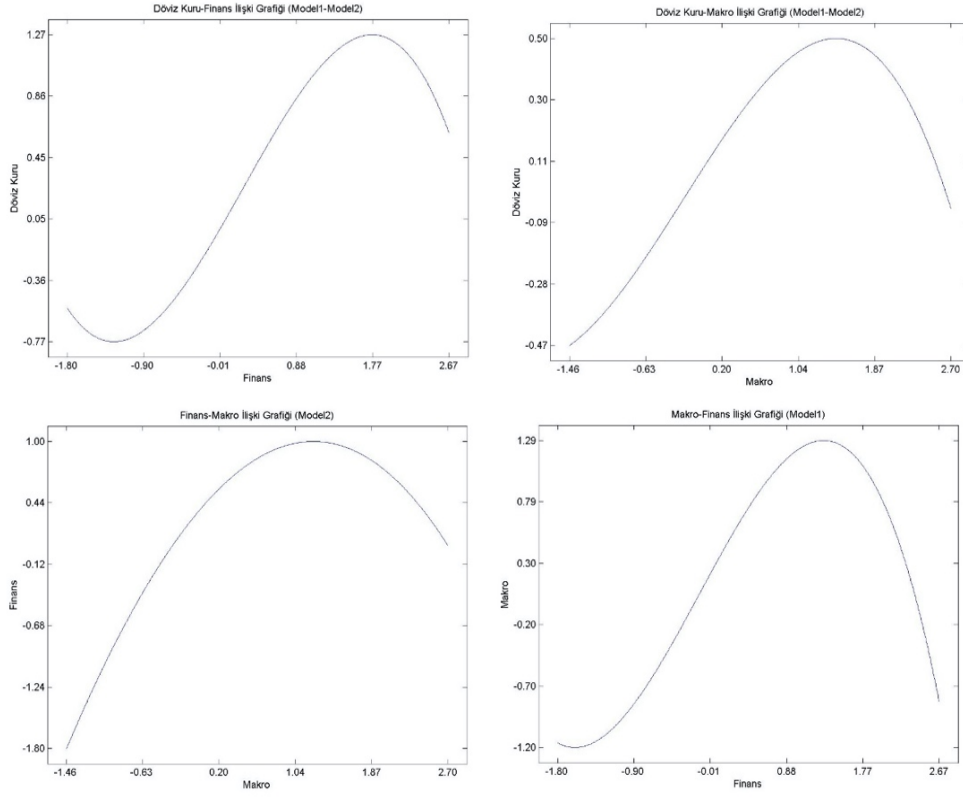 Döviz Kuru-Finans İlişki Grafiği (Model1-Model2)
1.27
0.86
0.45
0.05
-0.36
-0.77
Döviz Kuru
-1.80 -0.90 -0.01 0.88 1.77 2.67
Finans
Döviz Kuru-Makro İlişki Grafiği (Model1-Model2)
0.50
0.30
0.11
-0.09
-0.28
-0.47
Döviz Kuru
-1.46 -0.63 0.20 1.04 1.87 2.70
Makro
Finans-Makro İlişki Grafiği (Model2)
1.00
0.44
-0.12
-0.68
-1.24
-1.80
Finans
-1.46 -0.63 0.20 1.04 1.87 2.70
Makro
Makro-Finans İlişki Grafiği (Model1)
1.29
0.79
0.30
-0.20
-0.70
-1.20
Makro
-1.80 -0.90 -0.01 0.88 1.77 2.67
Finans